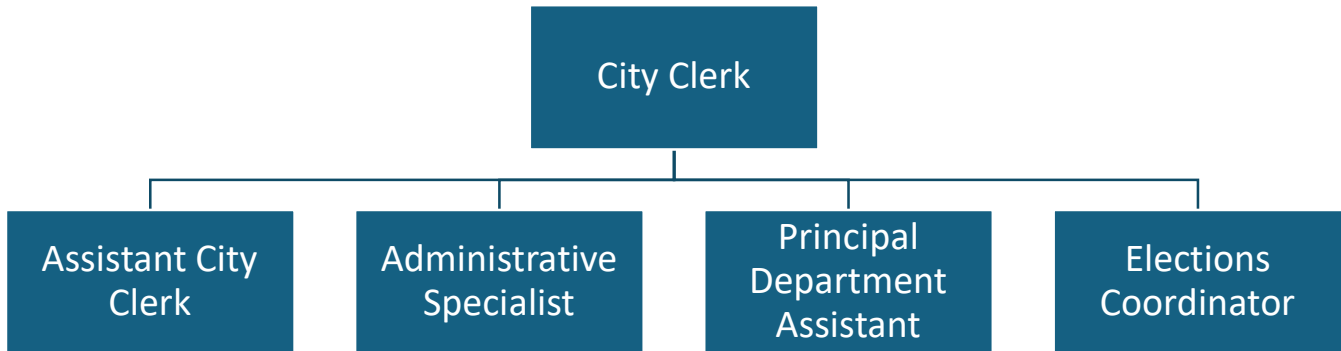 City Clerk
Assistant City
Clerk
Administrative
Specialist
Principal
Department
Assistant
Elections
Coordinator